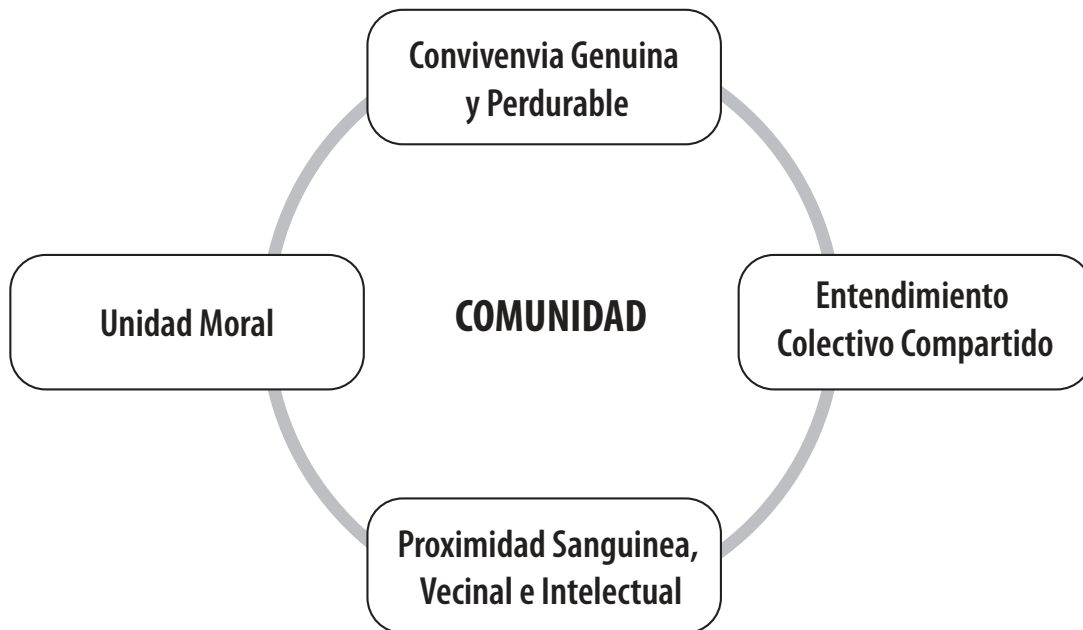 Convivenvia Genuina
y Perdurable
Unidad Moral
COMUNIDAD
Entendimiento
Colectivo Compartido
Proximidad Sanguinea,
Vecinal e Intelectual